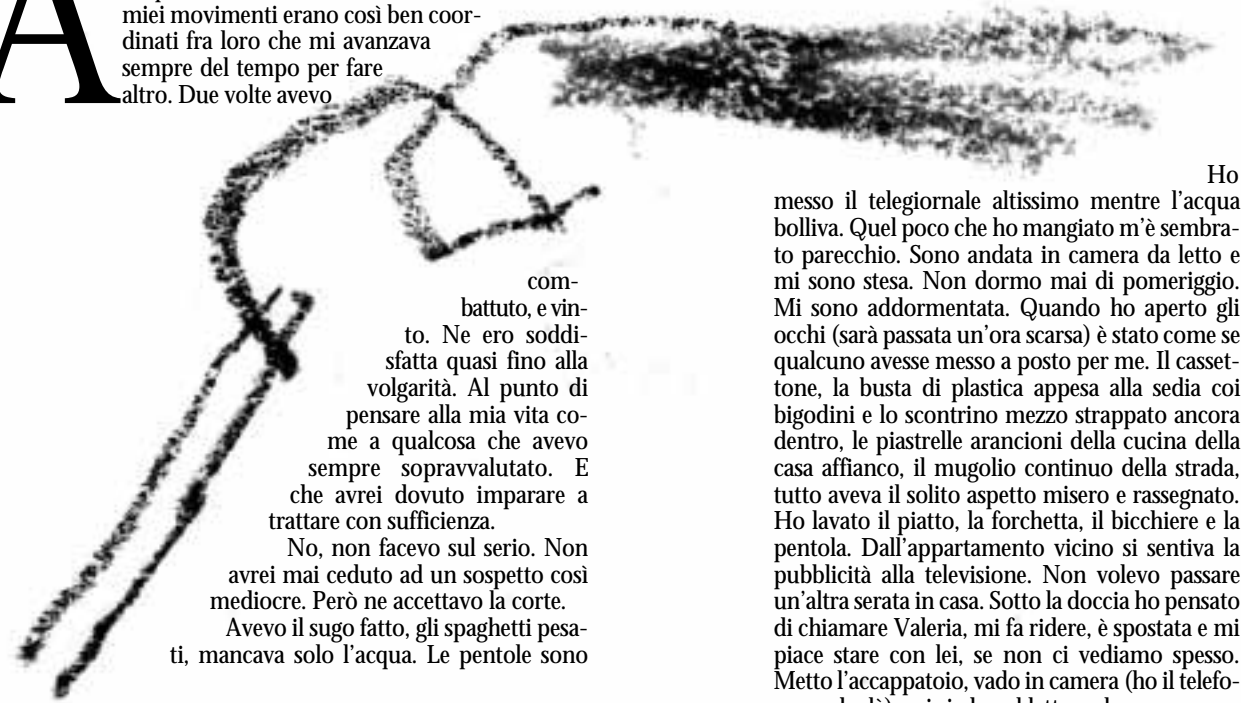 A
miei movimenti erano così ben coor-
dinati fra loro che mi avanzava
sempre del tempo per fare
altro. Due volte avevo
com-
battuto, e vin-
to. Ne ero soddi-
sfatta quasi fino alla
volgarità. Al punto di
pensare alla mia vita co-
me a qualcosa che avevo
sempre sopravvalutato. E
che avrei dovuto imparare a
trattare con sufficienza.
No, non facevo sul serio. Non
avrei mai ceduto ad un sospetto così
mediocre. Però ne accettavo la corte.
Avevo il sugo fatto, gli spaghetti pesa-
ti, mancava solo l'acqua. Le pentole sono
Ho
messo il telegiornale altissimo mentre l'acqua
bolliva. Quel poco che ho mangiato m'è sembra-
to parecchio. Sono andata in camera da letto e
mi sono stesa. Non dormo mai di pomeriggio.
Mi sono addormentata. Quando ho aperto gli
occhi (sarà passata un'ora scarsa) è stato come se
qualcuno avesse messo a posto per me. Il casset-
tone, la busta di plastica appesa alla sedia coi
bigodini e lo scontrino mezzo strappato ancora
dentro, le piastrelle arancioni della cucina della
casa affianco, il mugolio continuo della strada,
tutto aveva il solito aspetto misero e rassegnato.
Ho lavato il piatto, la forchetta, il bicchiere e la
pentola. Dall'appartamento vicino si sentiva la
pubblicità alla televisione. Non volevo passare
un'altra serata in casa. Sotto la doccia ho pensato
di chiamare Valeria, mi fa ridere, è spostata e mi
piace stare con lei, se non ci vediamo spesso.
Metto l'accappatoio, vado in camera (ho il telefo-